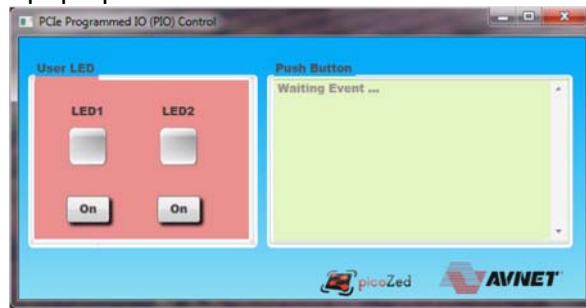 PCIe Programmed IO (PIO) Control
User LED
LED1 LED2
On On
Push Button
Waiting Event ...
picoZed AVNET